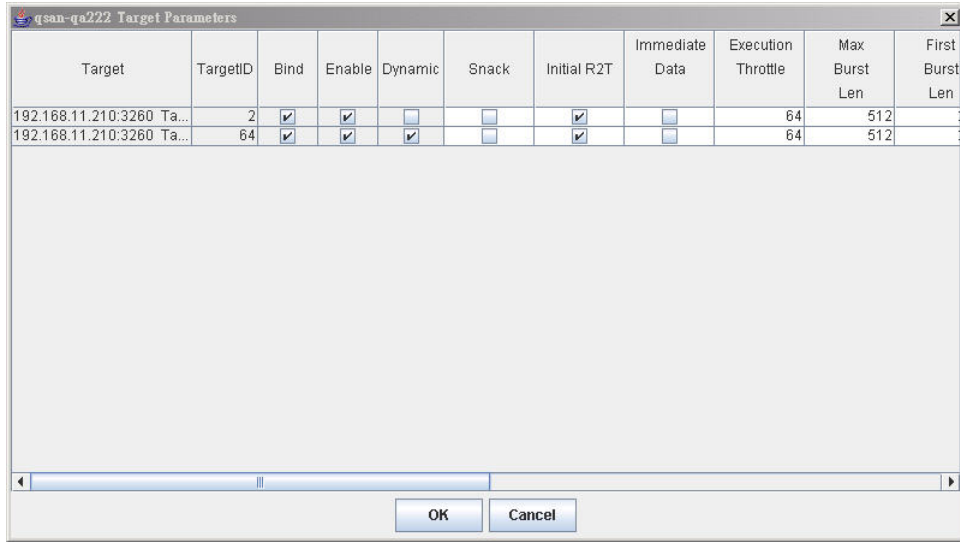 qsan-qa222 Target Parameters
Target TargetID Bind Enable Dynamic Snack Initial R2T Immediate Data Execution Throttle Max Burst Len First Burst Len
192.168.11.210:3260 Ta... 2 64 512
192.168.11.210:3260 Ta... 64 64 512
OK Cancel